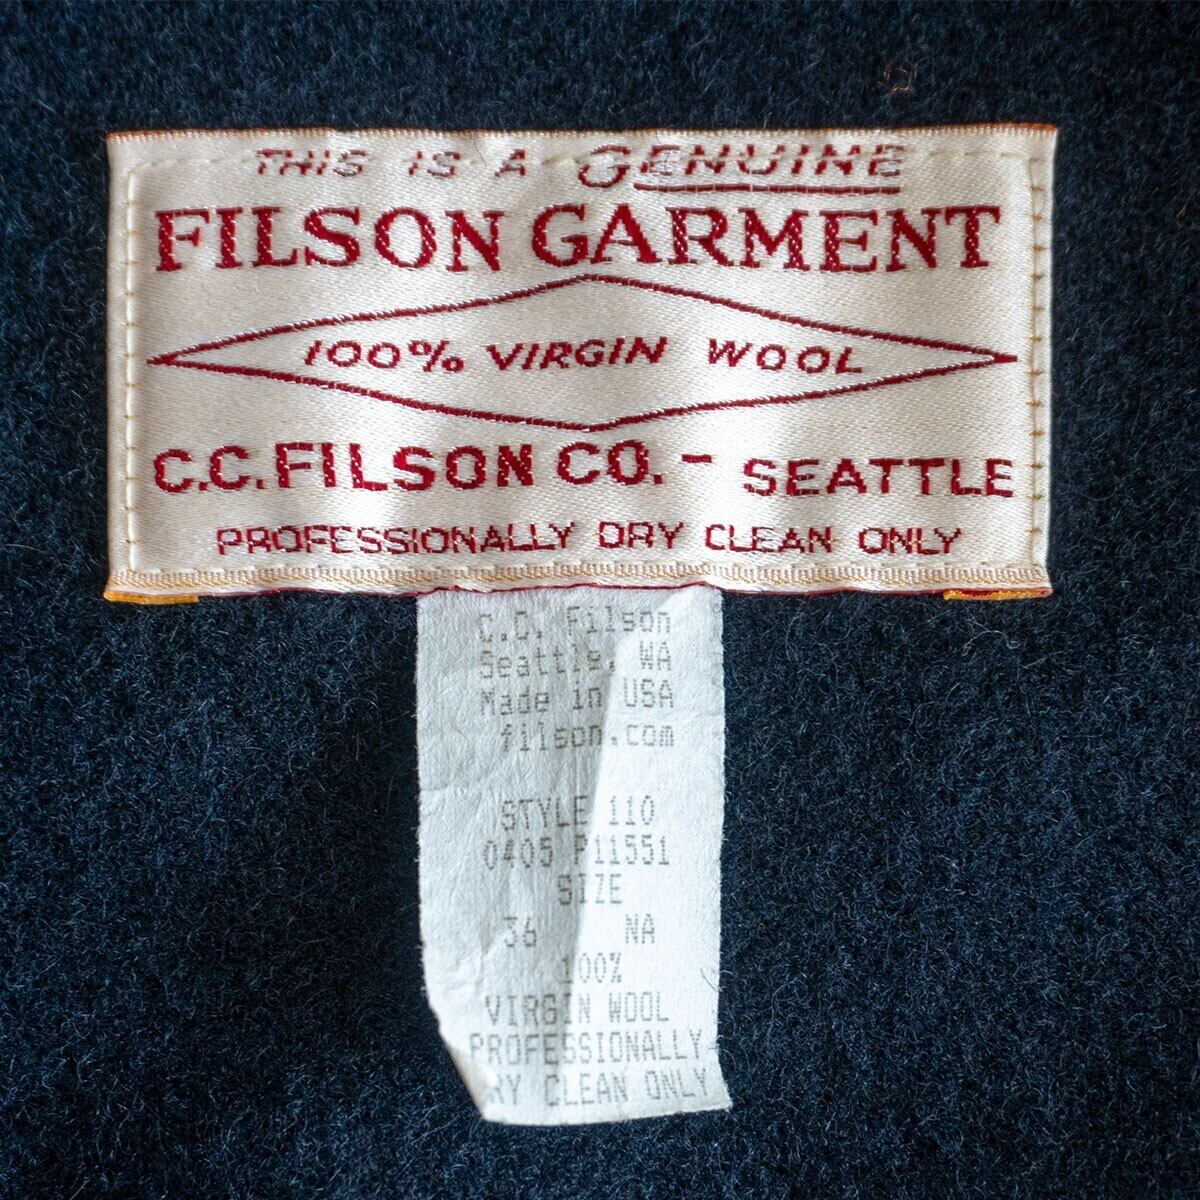 THIS IS A GENUINE
FILSON GARMENT
100% VIRGIN WOOL
C.C. FILSON CO. - SEATTLE
PROFESSIONALLY DRY CLEAN ONLY
C.C. Filson
Seattle, WA
Made in USA
filson.com
STYLE 110
0405 P11551
SIZE
36 NA
100%
VIRGIN WOOL
PROFESSIONALLY
RY CLEAN ONLY